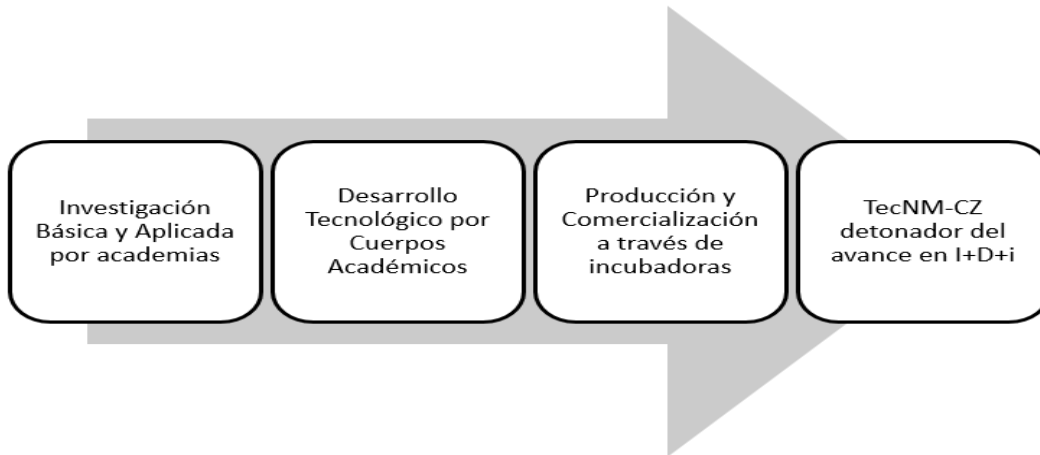 Investigación
Básica y Aplicada
por academias
Desarrollo
Tecnológico por
Cuerpos
Académicos
Producción y
Comercialización
a través de
incubadoras
TecNM-CZ
detonador del
avance en I+D+i